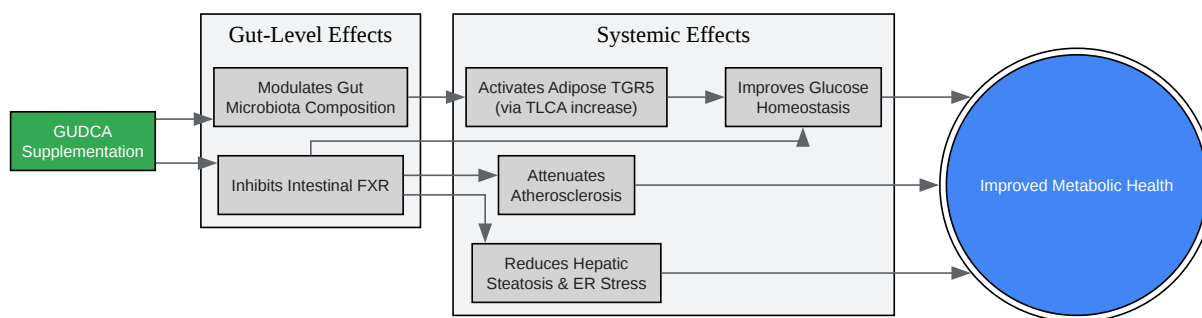 Gut-Level Effects
Systemic Effects
Modulates Gut
Microbiota Composition
Activates Adipose TGR5
(via TLCA increase)
Improves Glucose
Homeostasis
GUDCA
Supplementation
Inhibits Intestinal FXR
Attenuates
Atherosclerosis
Improved Metabolic Health
Reduces Hepatic
Steatosis & ER Stress